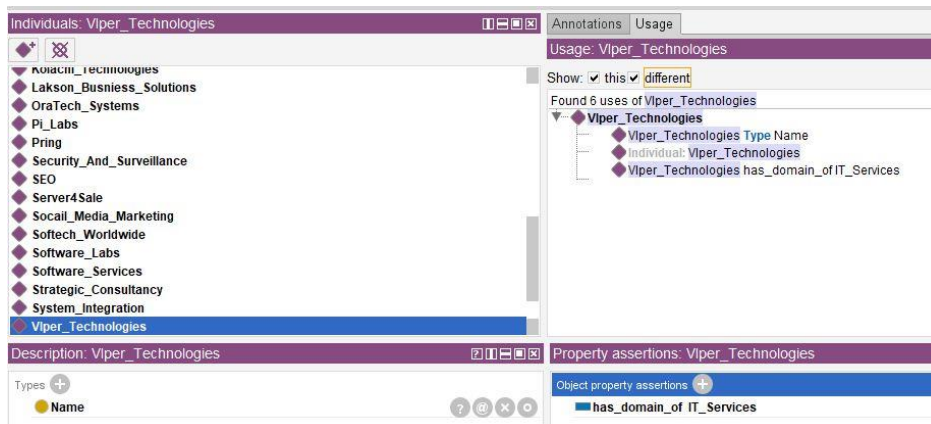 Individuals: VIper_Technologies
Kolachi_Technologies
Lakson_Busniess_Solutions
OraTech_Systems
Pi_Labs
Pring
Security_And_Surveillance
SEO
Server4Sale
Socail_Media_Marketing
Softech_Worldwide
Software_Labs
Software_Services
Strategic_Consultancy
System_Integration
VIper_Technologies
Annotations Usage
Usage: VIper_Technologies
Show: this different
Found 6 uses of VIper_Technologies
VIper_Technologies
VIper_Technologies Type Name
Individual: VIper_Technologies
VIper_Technologies has_domain_of IT_Services
Description: VIper_Technologies
Types
Name
Property assertions: VIper_Technologies
Object property assertions
has_domain_of IT_Services